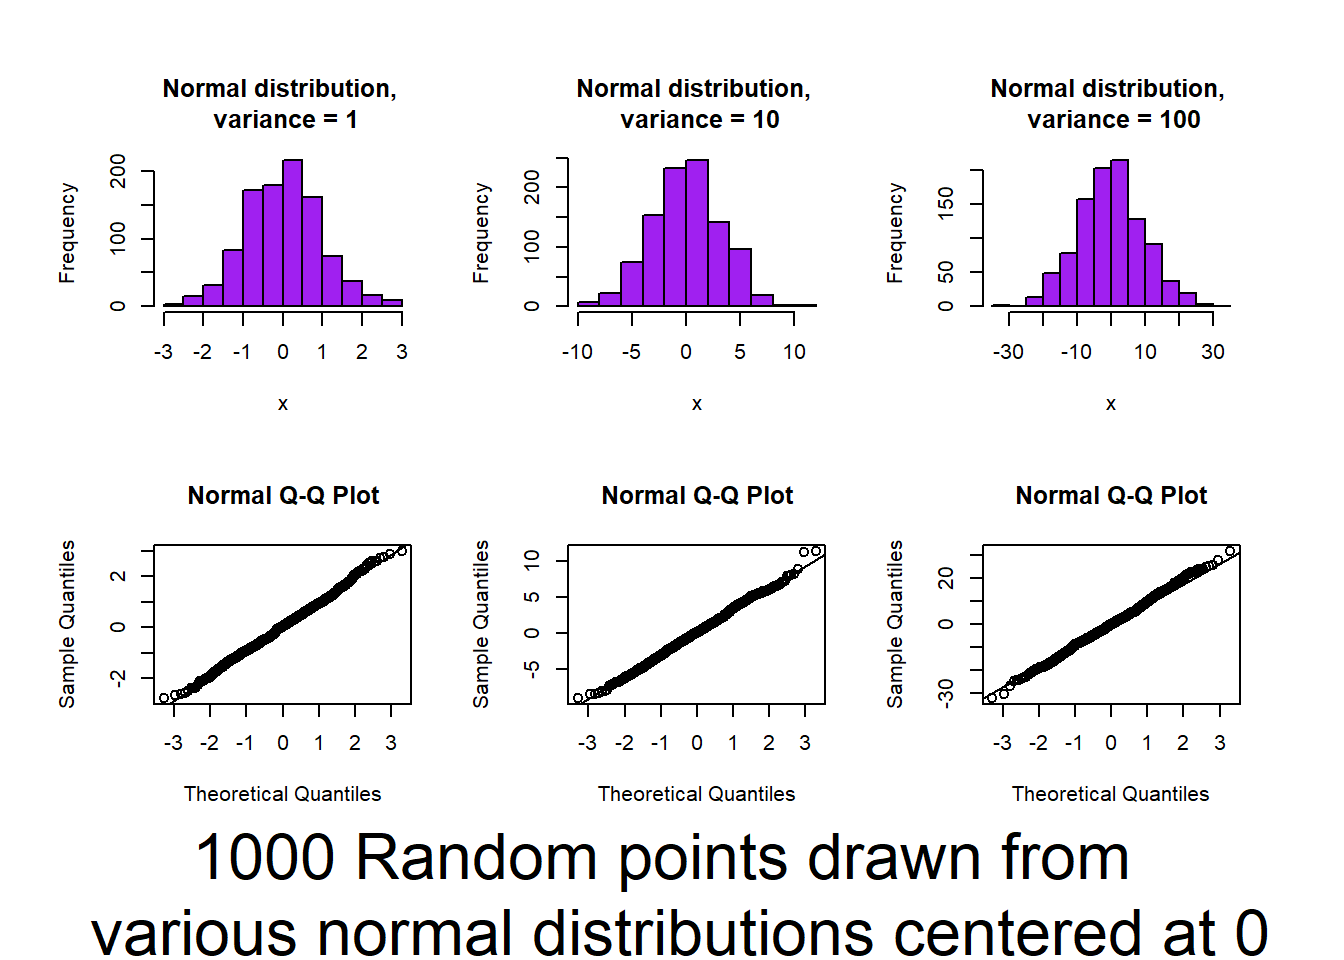 Normal distribution,
variance = 1
Frequency
0 100 200
-3 -2 -1 0 1 2 3
x
Normal distribution,
variance = 10
Frequency
0 100 200
-10 -5 0 5 10
x
Normal distribution,
variance = 100
Frequency
0 50 150
-30 -10 10 30
x
Normal Q-Q Plot
Sample Quantiles
-2 0 2
-3 -2 -1 0 1 2 3
Theoretical Quantiles
Normal Q-Q Plot
Sample Quantiles
-5 0 5 10
-3 -2 -1 0 1 2 3
Theoretical Quantiles
Normal Q-Q Plot
Sample Quantiles
-30 0 20
-3 -2 -1 0 1 2 3
Theoretical Quantiles
1000 Random points drawn from
various normal distributions centered at 0